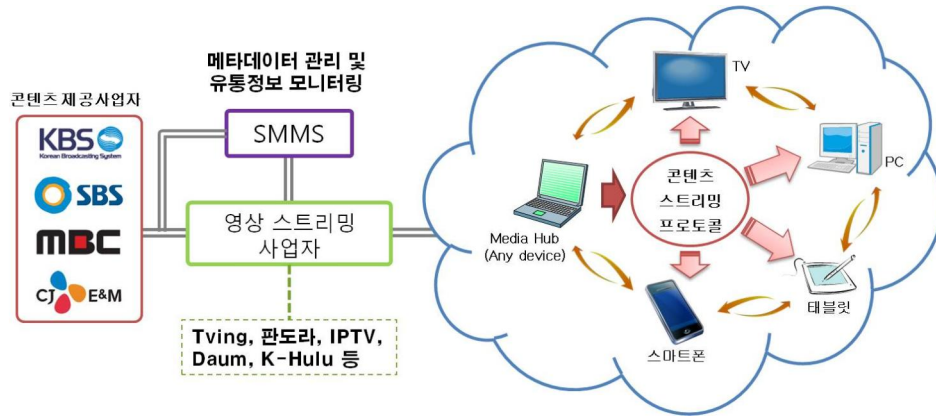 메타데이터 관리 및
유통정보 모니터링
콘텐츠 제공사업자
KBS
Korean Broadcasting System
SBS
MBC
CJ E&M
SMMS
영상 스트리밍
사업자
Tving, 판도라, IPTV,
Daum, K-Hulu 등
TV
PC
콘텐츠
스트리밍
프로토콜
Media Hub
(Any device)
태블릿
스마트폰